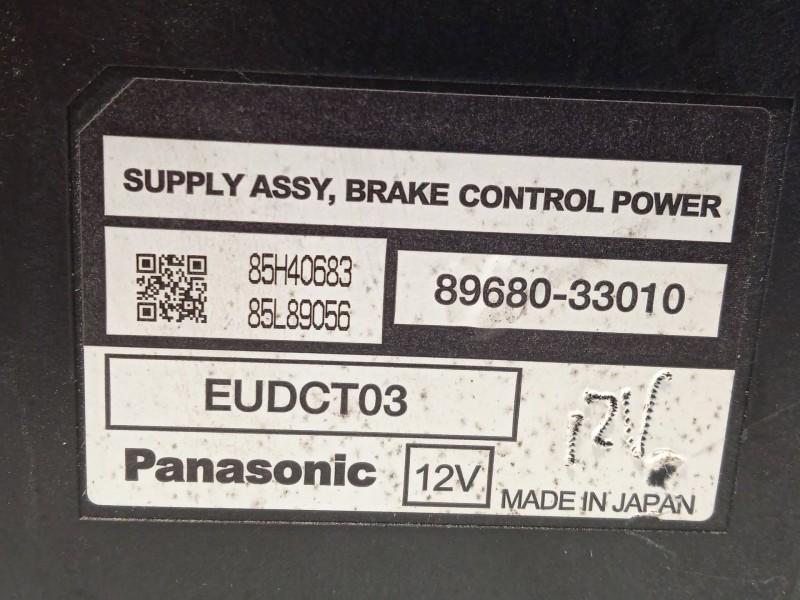 SUPPLY ASSY, BRAKE CONTROL POWER
85H40683
85L89056
89680-33010
EUDCT03
Panasonic
12V
MADE IN JAPAN